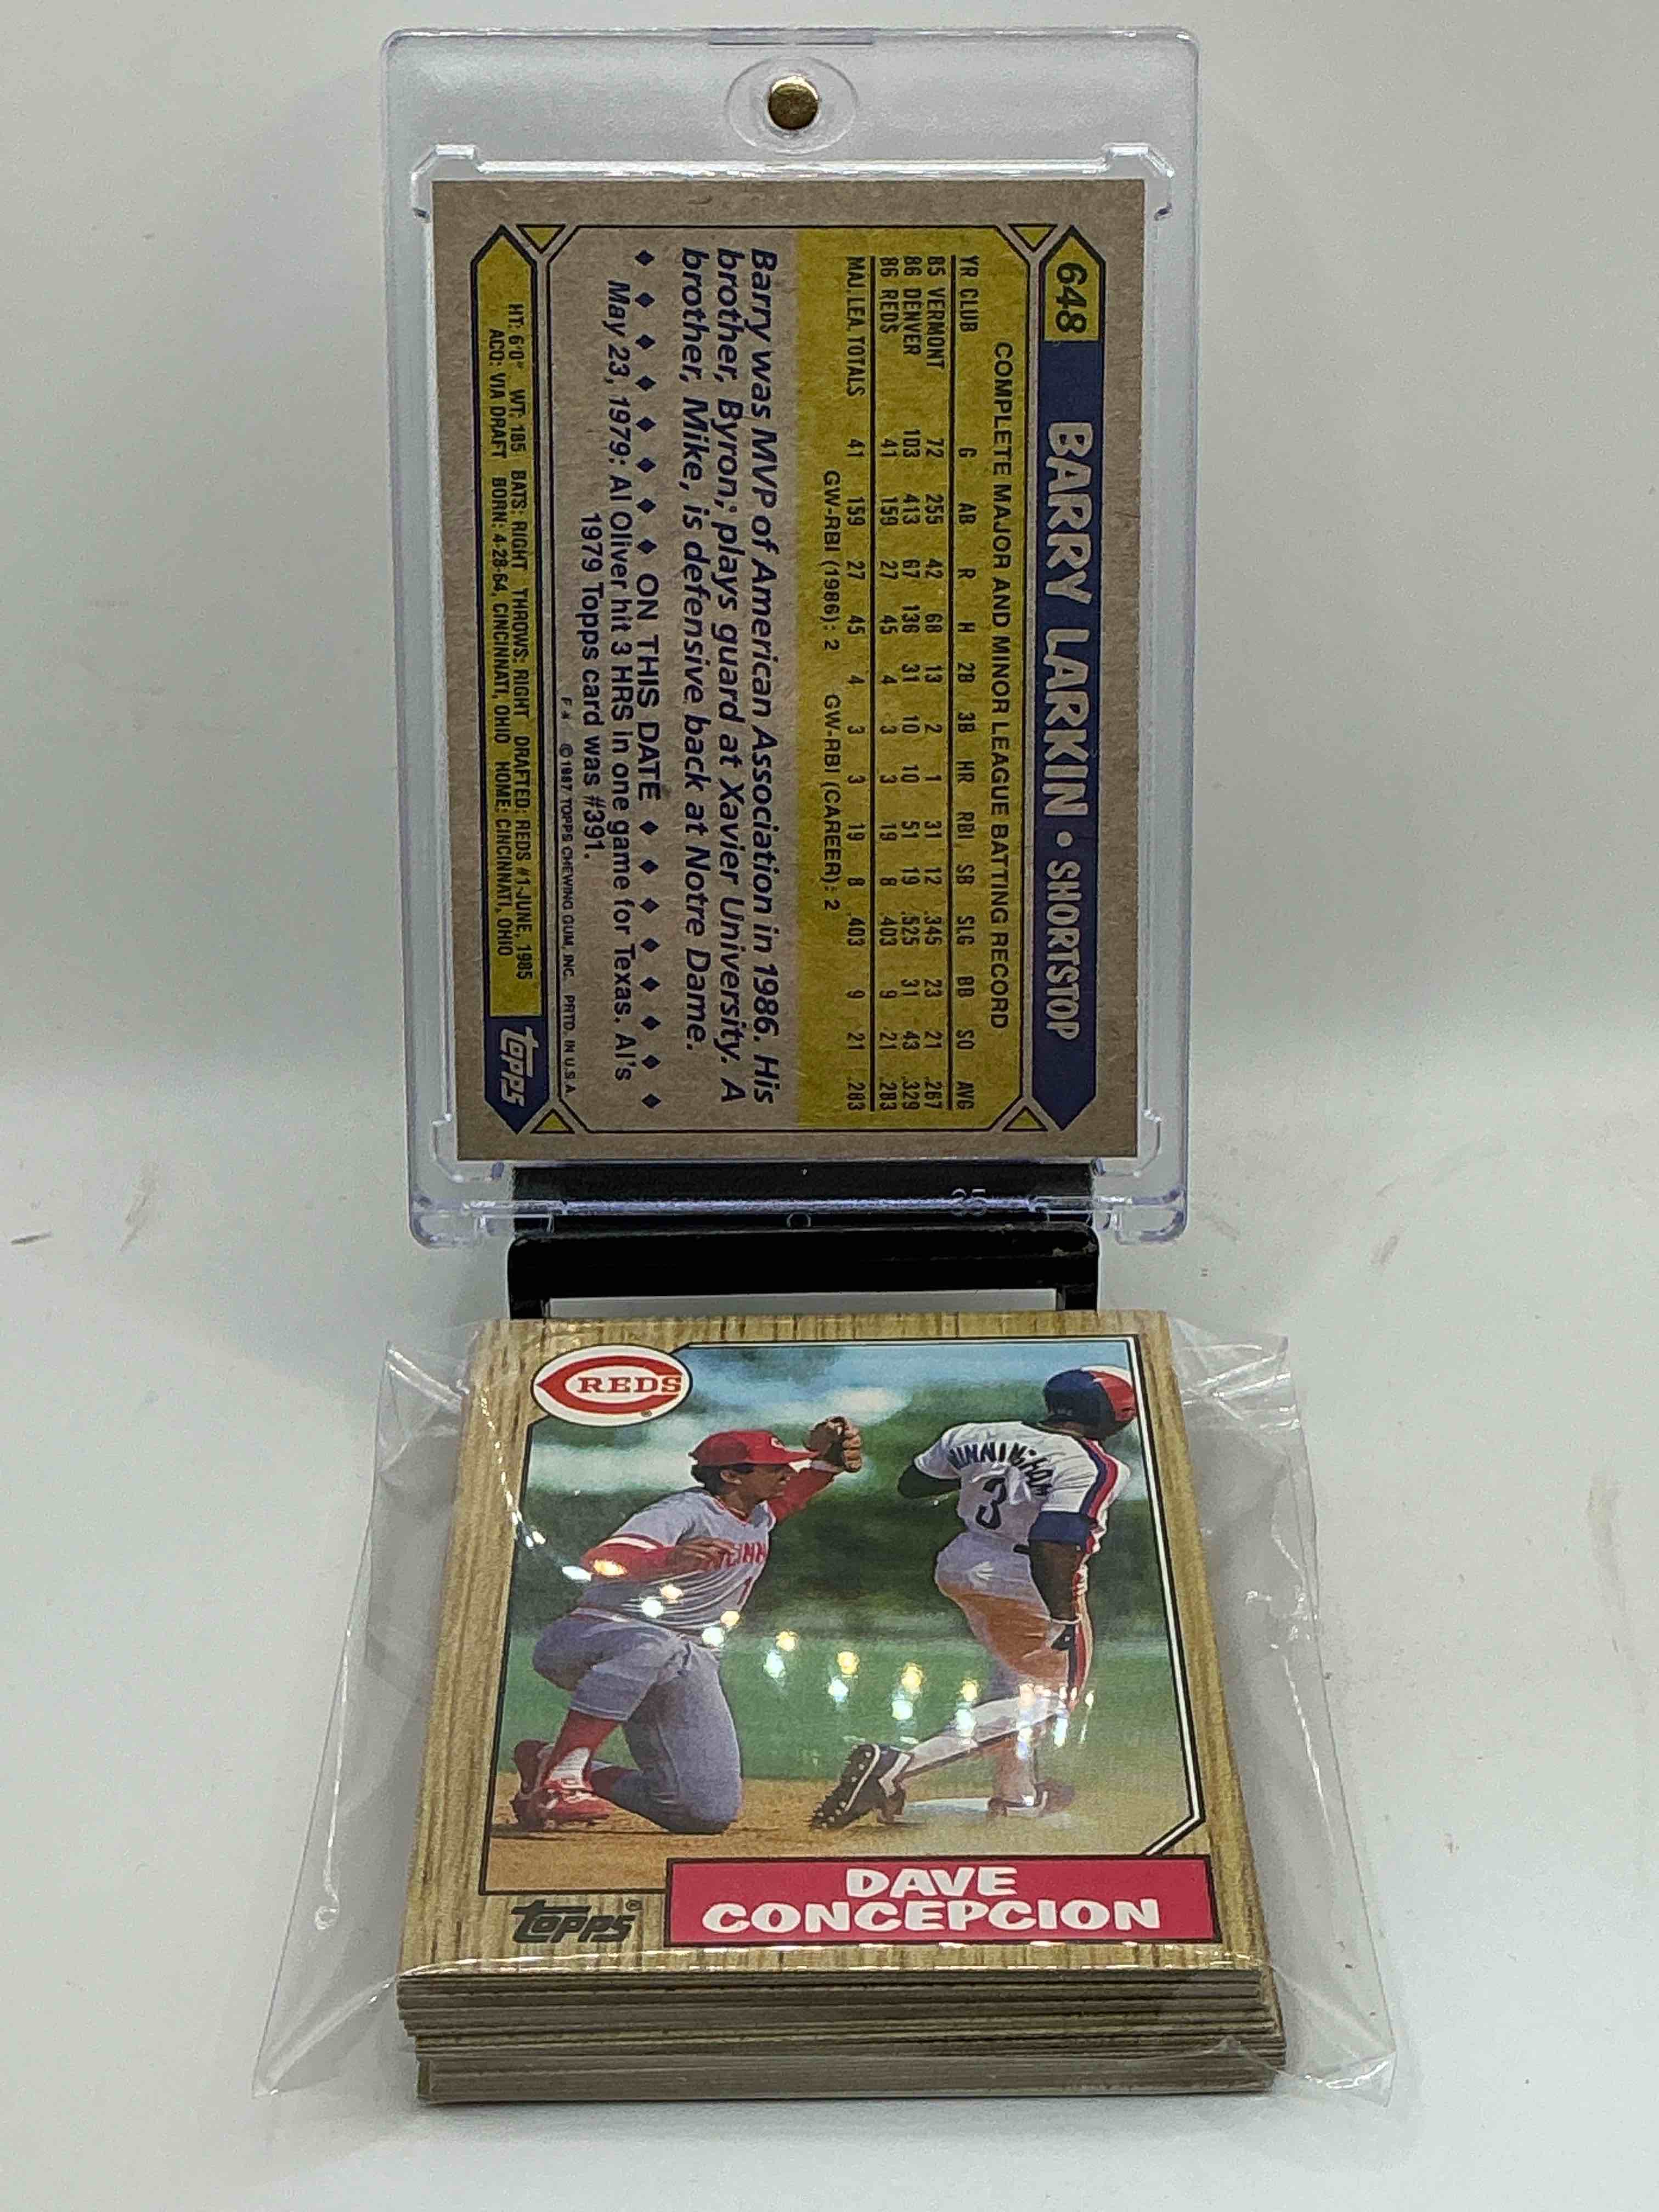 648 BARRY LARKIN • SHORTSTOP
COMPLETE MAJOR AND MINOR LEAGUE BATTING RECORD
YR CLUB G AB R H 2B 3B HR RBI SB SLG BB SO AVG
85 VERMONT 72 255 42 68 13 2 1 31 12 .345 23 21 .267
86 DENVER 103 413 67 136 31 10 10 51 19 .525 31 43 .329
86 REDS 41 159 27 45 4 3 3 19 8 .403 9 21 .283
MAJ. LEA. TOTALS 41 159 27 45 4 3 3 19 8 .403 9 21 .283
GW-RBI (1986): 2 GW-RBI (CAREER): 2
Barry was MVP of American Association in 1986. His
brother, Byron, plays guard at Xavier University. A
brother, Mike, is defensive back at Notre Dame.
ON THIS DATE
May 23, 1979: Al Oliver hit 3 HRS in one game for Texas. Al's
1979 Topps card was #391.
©1987 TOPPS CHEWING GUM, INC. PRTD. IN U.S.A.
HT: 6'0" WT: 185 BATS: RIGHT THROWS: RIGHT DRAFTED: REDS #1-JUNE, 1985
ACQ: VIA DRAFT BORN: 4-28-64, CINCINNATI, OHIO HOME: CINCINNATI, OHIO
topps
35
REDS
WINNINGHAM
3
CINN
topps®
DAVE
CONCEPCION